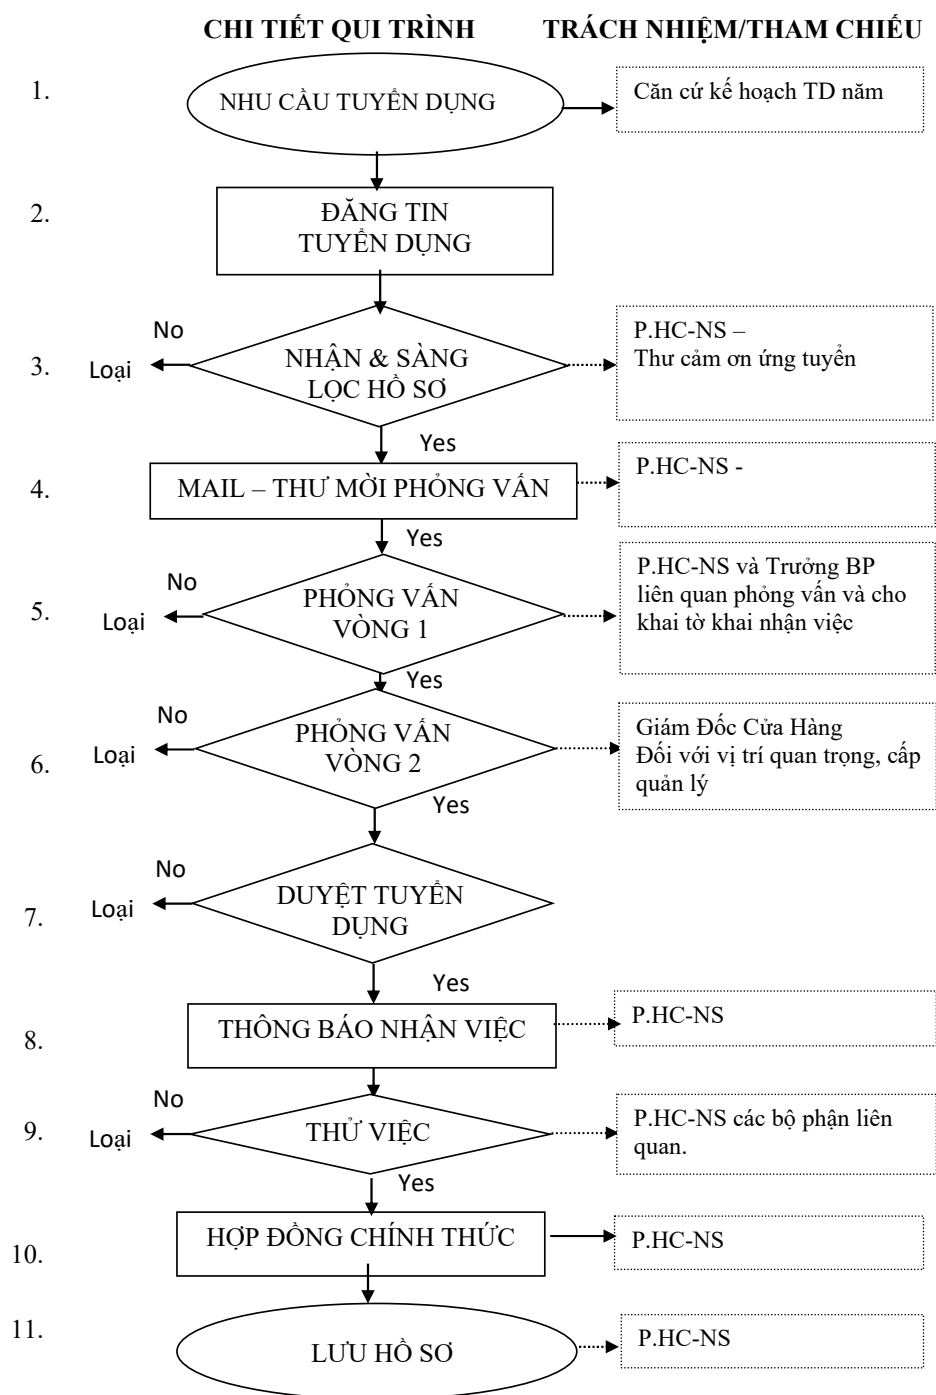 CHI TIẾT QUI TRÌNH
TRÁCH NHIỆM/THAM CHIẾU
1.
NHU CẦU TUYỂN DỤNG
Căn cứ kế hoạch TD năm
2.
ĐĂNG TIN
TUYỂN DỤNG
No
3.
Loại
NHẬN & SÀNG
LỌC HỒ SƠ
P.HC-NS –
Thư cảm ơn ứng tuyển
Yes
4.
MAIL – THƯ MỜI PHỎNG VẤN
P.HC-NS -
Yes
No
5.
Loại
PHỎNG VẤN
VÒNG 1
P.HC-NS và Trưởng BP
liên quan phỏng vấn và cho
khai tờ khai nhận việc
Yes
No
6.
Loại
PHỎNG VẤN
VÒNG 2
Giám Đốc Cửa Hàng
Đối với vị trí quan trọng, cấp
quản lý
Yes
No
7.
Loại
DUYỆT TUYỂN
DỤNG
Yes
8.
THÔNG BÁO NHẬN VIỆC
P.HC-NS
No
9.
Loại
THỬ VIỆC
P.HC-NS các bộ phận liên
quan.
Yes
10.
HỢP ĐỒNG CHÍNH THỨC
P.HC-NS
11.
LƯU HỒ SƠ
P.HC-NS